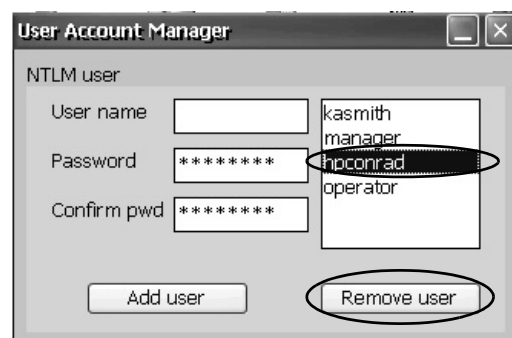 User Account Manager
NTLM user
User name
Password ********
Confirm pwd ********
kasmith
manager
hpconrad
operator
Add user
Remove user